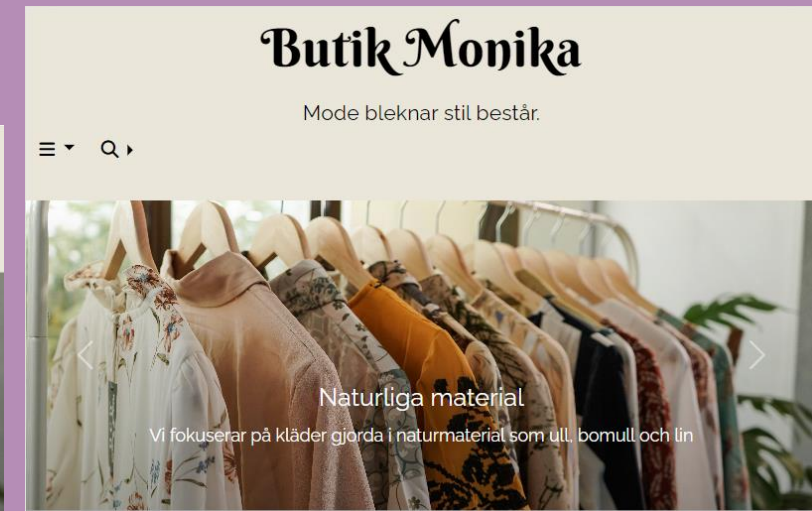 Butik Monika
Mode bleknar stil består.
Naturliga material
Vi fokuserar på kläder gjorda i naturmaterial som ull, bomull och lin